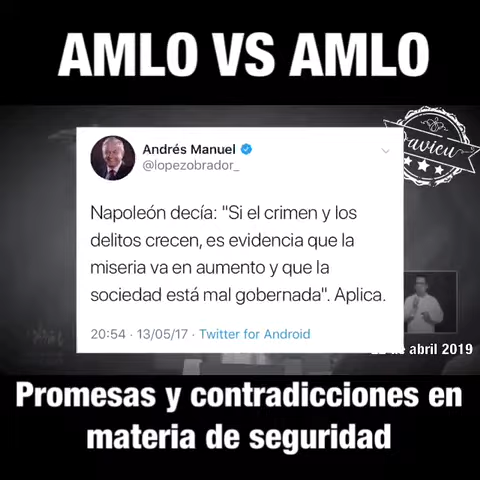 AMLO VS AMLO
Andrés Manuel
@lopezobrador_
Napoleón decía: "Si el crimen y los
delitos crecen, es evidencia que la
miseria va en aumento y que la
sociedad está mal gobernada". Aplica.
20:54 · 13/05/17 · Twitter for Android
de abril 2019
Promesas y contradicciones en
materia de seguridad